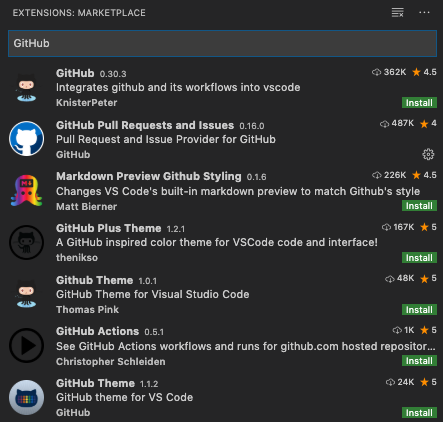 EXTENSIONS: MARKETPLACE
GitHub
GitHub 0.30.3 362K 4.5
Integrates github and its workflows into vscode
KnisterPeter Install
GitHub Pull Requests and Issues 0.16.0 487K 4
Pull Request and Issue Provider for GitHub
GitHub
Markdown Preview Github Styling 0.1.6 226K 4.5
Changes VS Code's built-in markdown preview to match Github's style
Matt Bierner Install
GitHub Plus Theme 1.2.1 167K 5
A GitHub inspired color theme for VSCode code and interface!
thenikso Install
Github Theme 1.0.1 48K 5
GitHub Theme for Visual Studio Code
Thomas Pink Install
GitHub Actions 0.5.1 1K 5
See GitHub Actions workflows and runs for github.com hosted repositor...
Christopher Schleiden Install
GitHub Theme 1.1.2 24K 5
GitHub theme for VS Code
GitHub Install